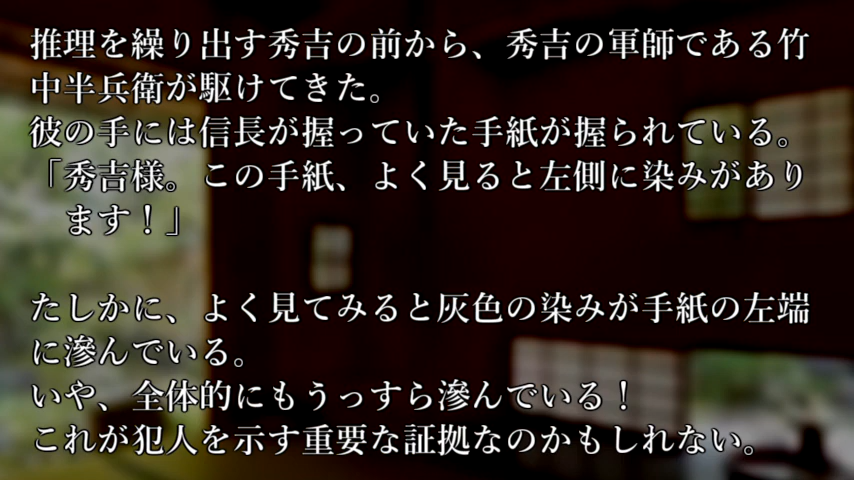 推理を繰り出す秀吉の前から、秀吉の軍師である竹
中半兵衛が駆けてきた。
彼の手には信長が握っていた手紙が握られている。
「秀吉様。この手紙、よく見ると左側に染みがあり
ます！」
たしかに、よく見てみると灰色の染みが手紙の左端
に滲んでいる。
いや、全体的にもうっすら滲んでいる！
これが犯人を示す重要な証拠なのかもしれない。